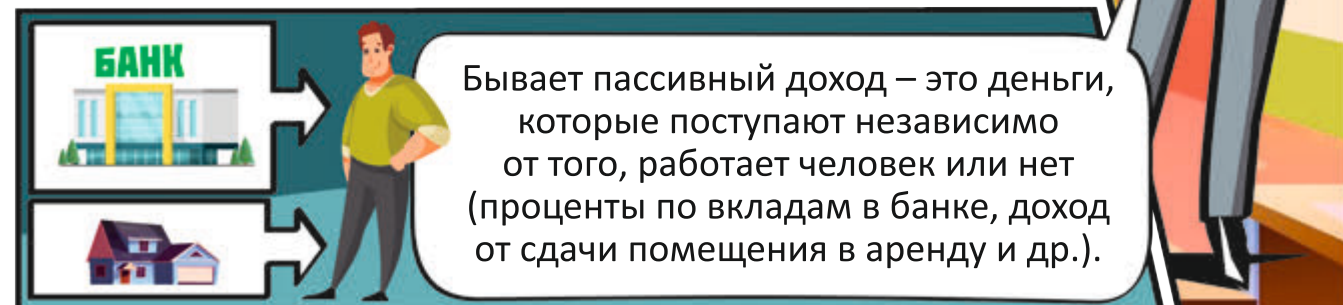 БАНК
Бывает пассивный доход – это деньги,
которые поступают независимо
от того, работает человек или нет
(проценты по вкладам в банке, доход
от сдачи помещения в аренду и др.).